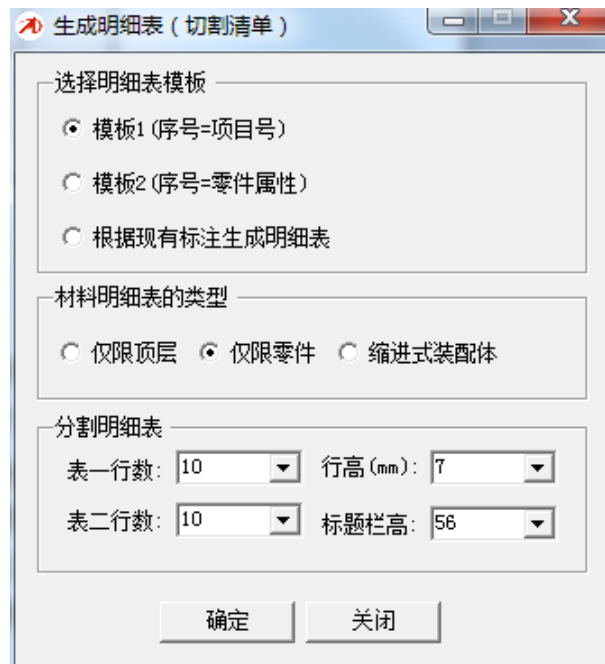 生成明细表（切割清单）
选择明细表模板
模板1(序号=项目号)
模板2(序号=零件属性)
根据现有标注生成明细表
材料明细表的类型
仅限顶层 仅限零件 缩进式装配体
分割明细表
表一行数: 10 行高(mm): 7
表二行数: 10 标题栏高: 56
确定 关闭